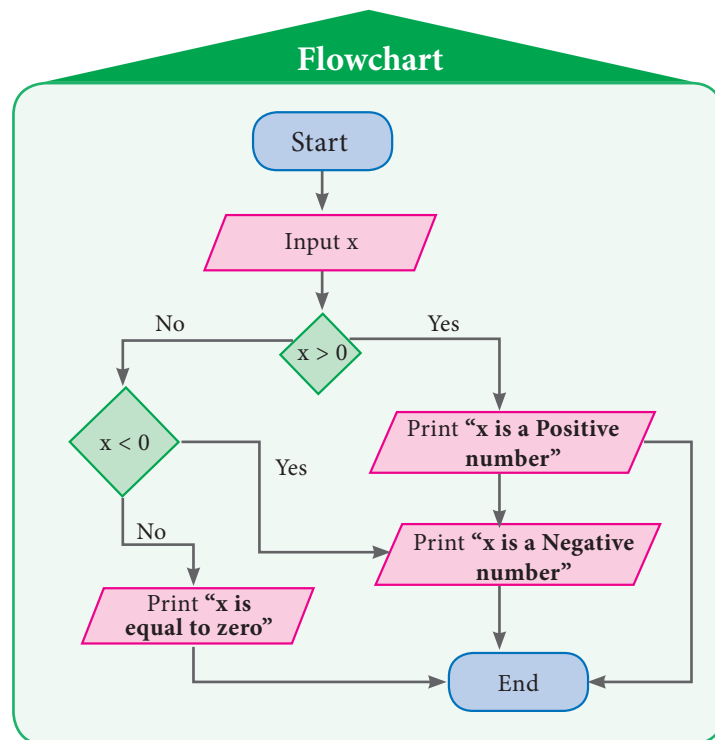 Flowchart
Start
Input x
No
Yes
x > 0
x < 0
Print “x is a Positive
number”
Yes
No
Print “x is a Negative
number”
Print “x is
equal to zero”
End